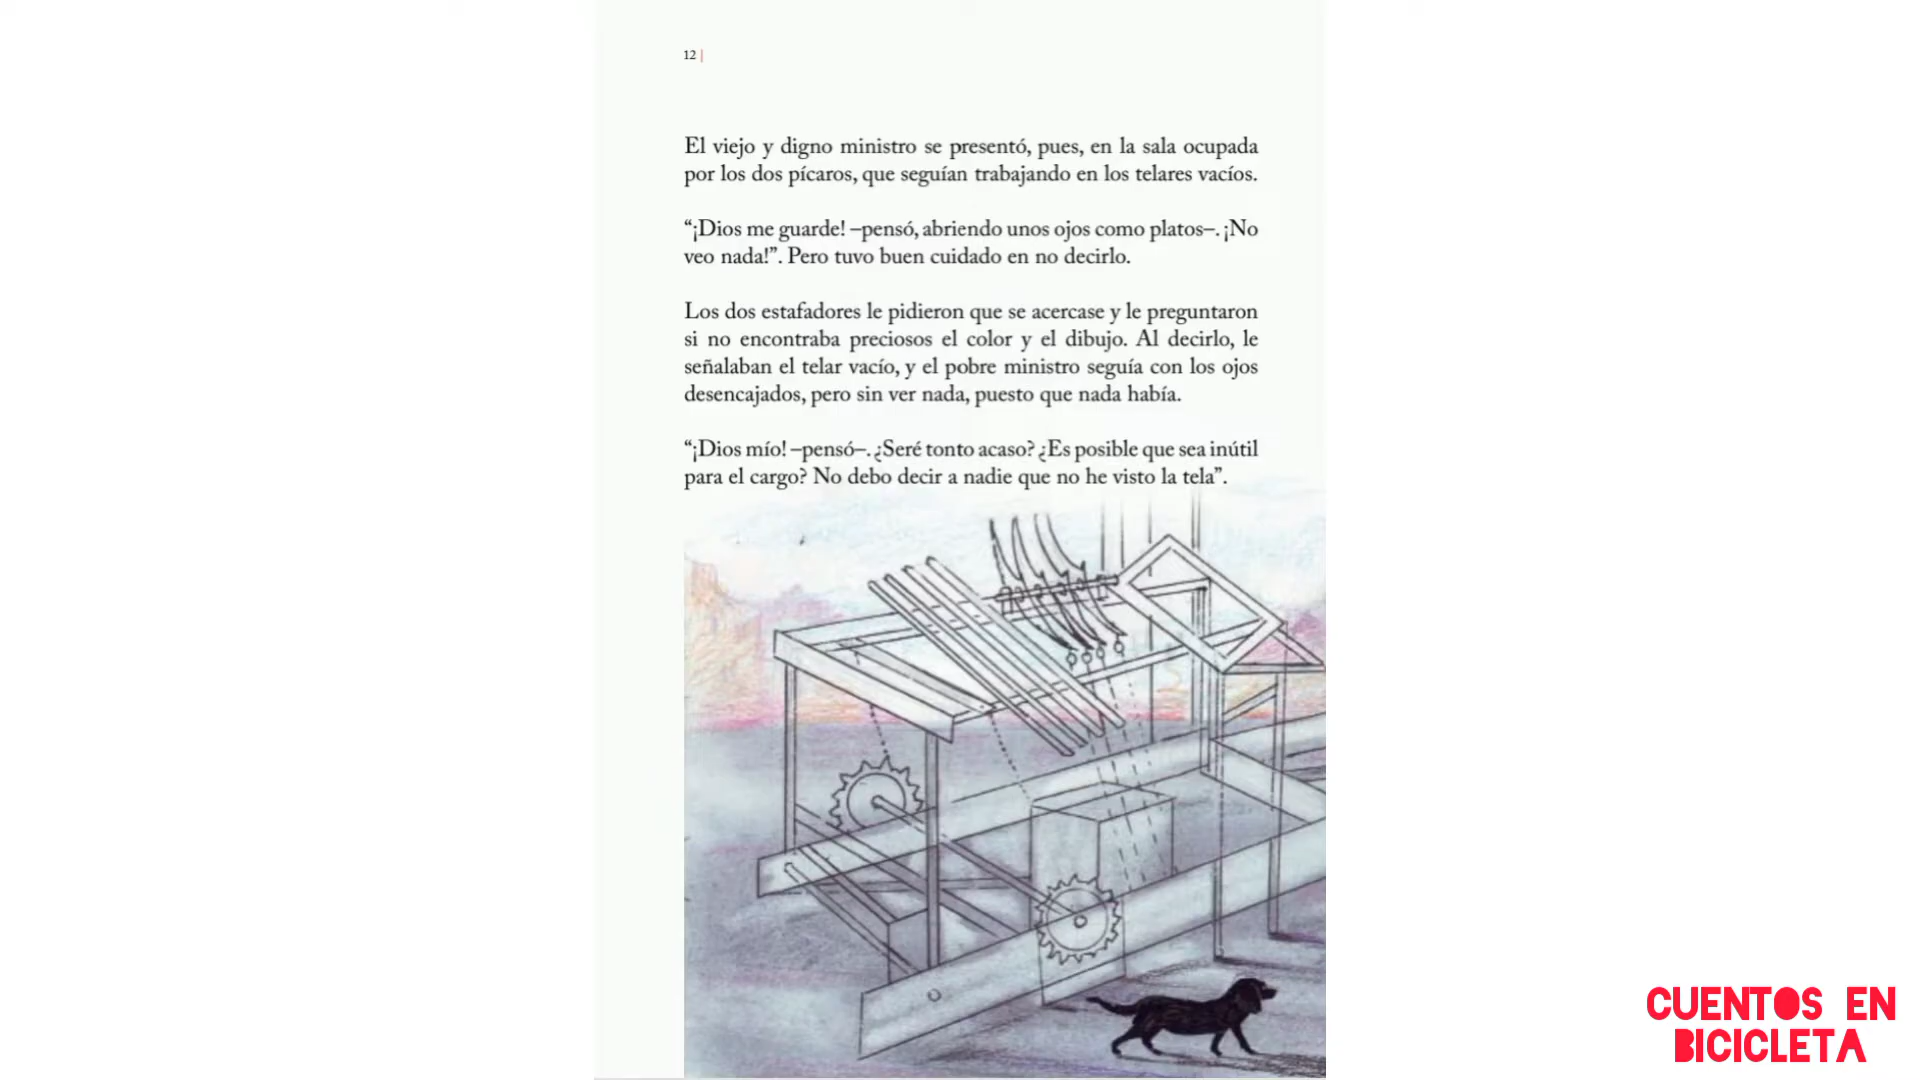 12 |
El viejo y digno ministro se presentó, pues, en la sala ocupada
por los dos pícaros, que seguían trabajando en los telares vacíos.
“¡Dios me guarde! –pensó, abriendo unos ojos como platos–. ¡No
veo nada!”. Pero tuvo buen cuidado en no decirlo.
Los dos estafadores le pidieron que se acercase y le preguntaron
si no encontraba preciosos el color y el dibujo. Al decirlo, le
señalaban el telar vacío, y el pobre ministro seguía con los ojos
desencajados, pero sin ver nada, puesto que nada había.
“¡Dios mío! –pensó–. ¿Seré tonto acaso? ¿Es posible que sea inútil
para el cargo? No debo decir a nadie que no he visto la tela”.
CUENTOS EN
BICICLETA